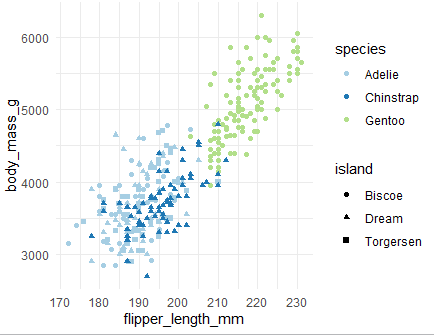 body_mass_g
6000
5000
4000
3000
170 180 190 200 210 220 230
flipper_length_mm
species
Adelie
Chinstrap
Gentoo
island
Biscoe
Dream
Torgersen